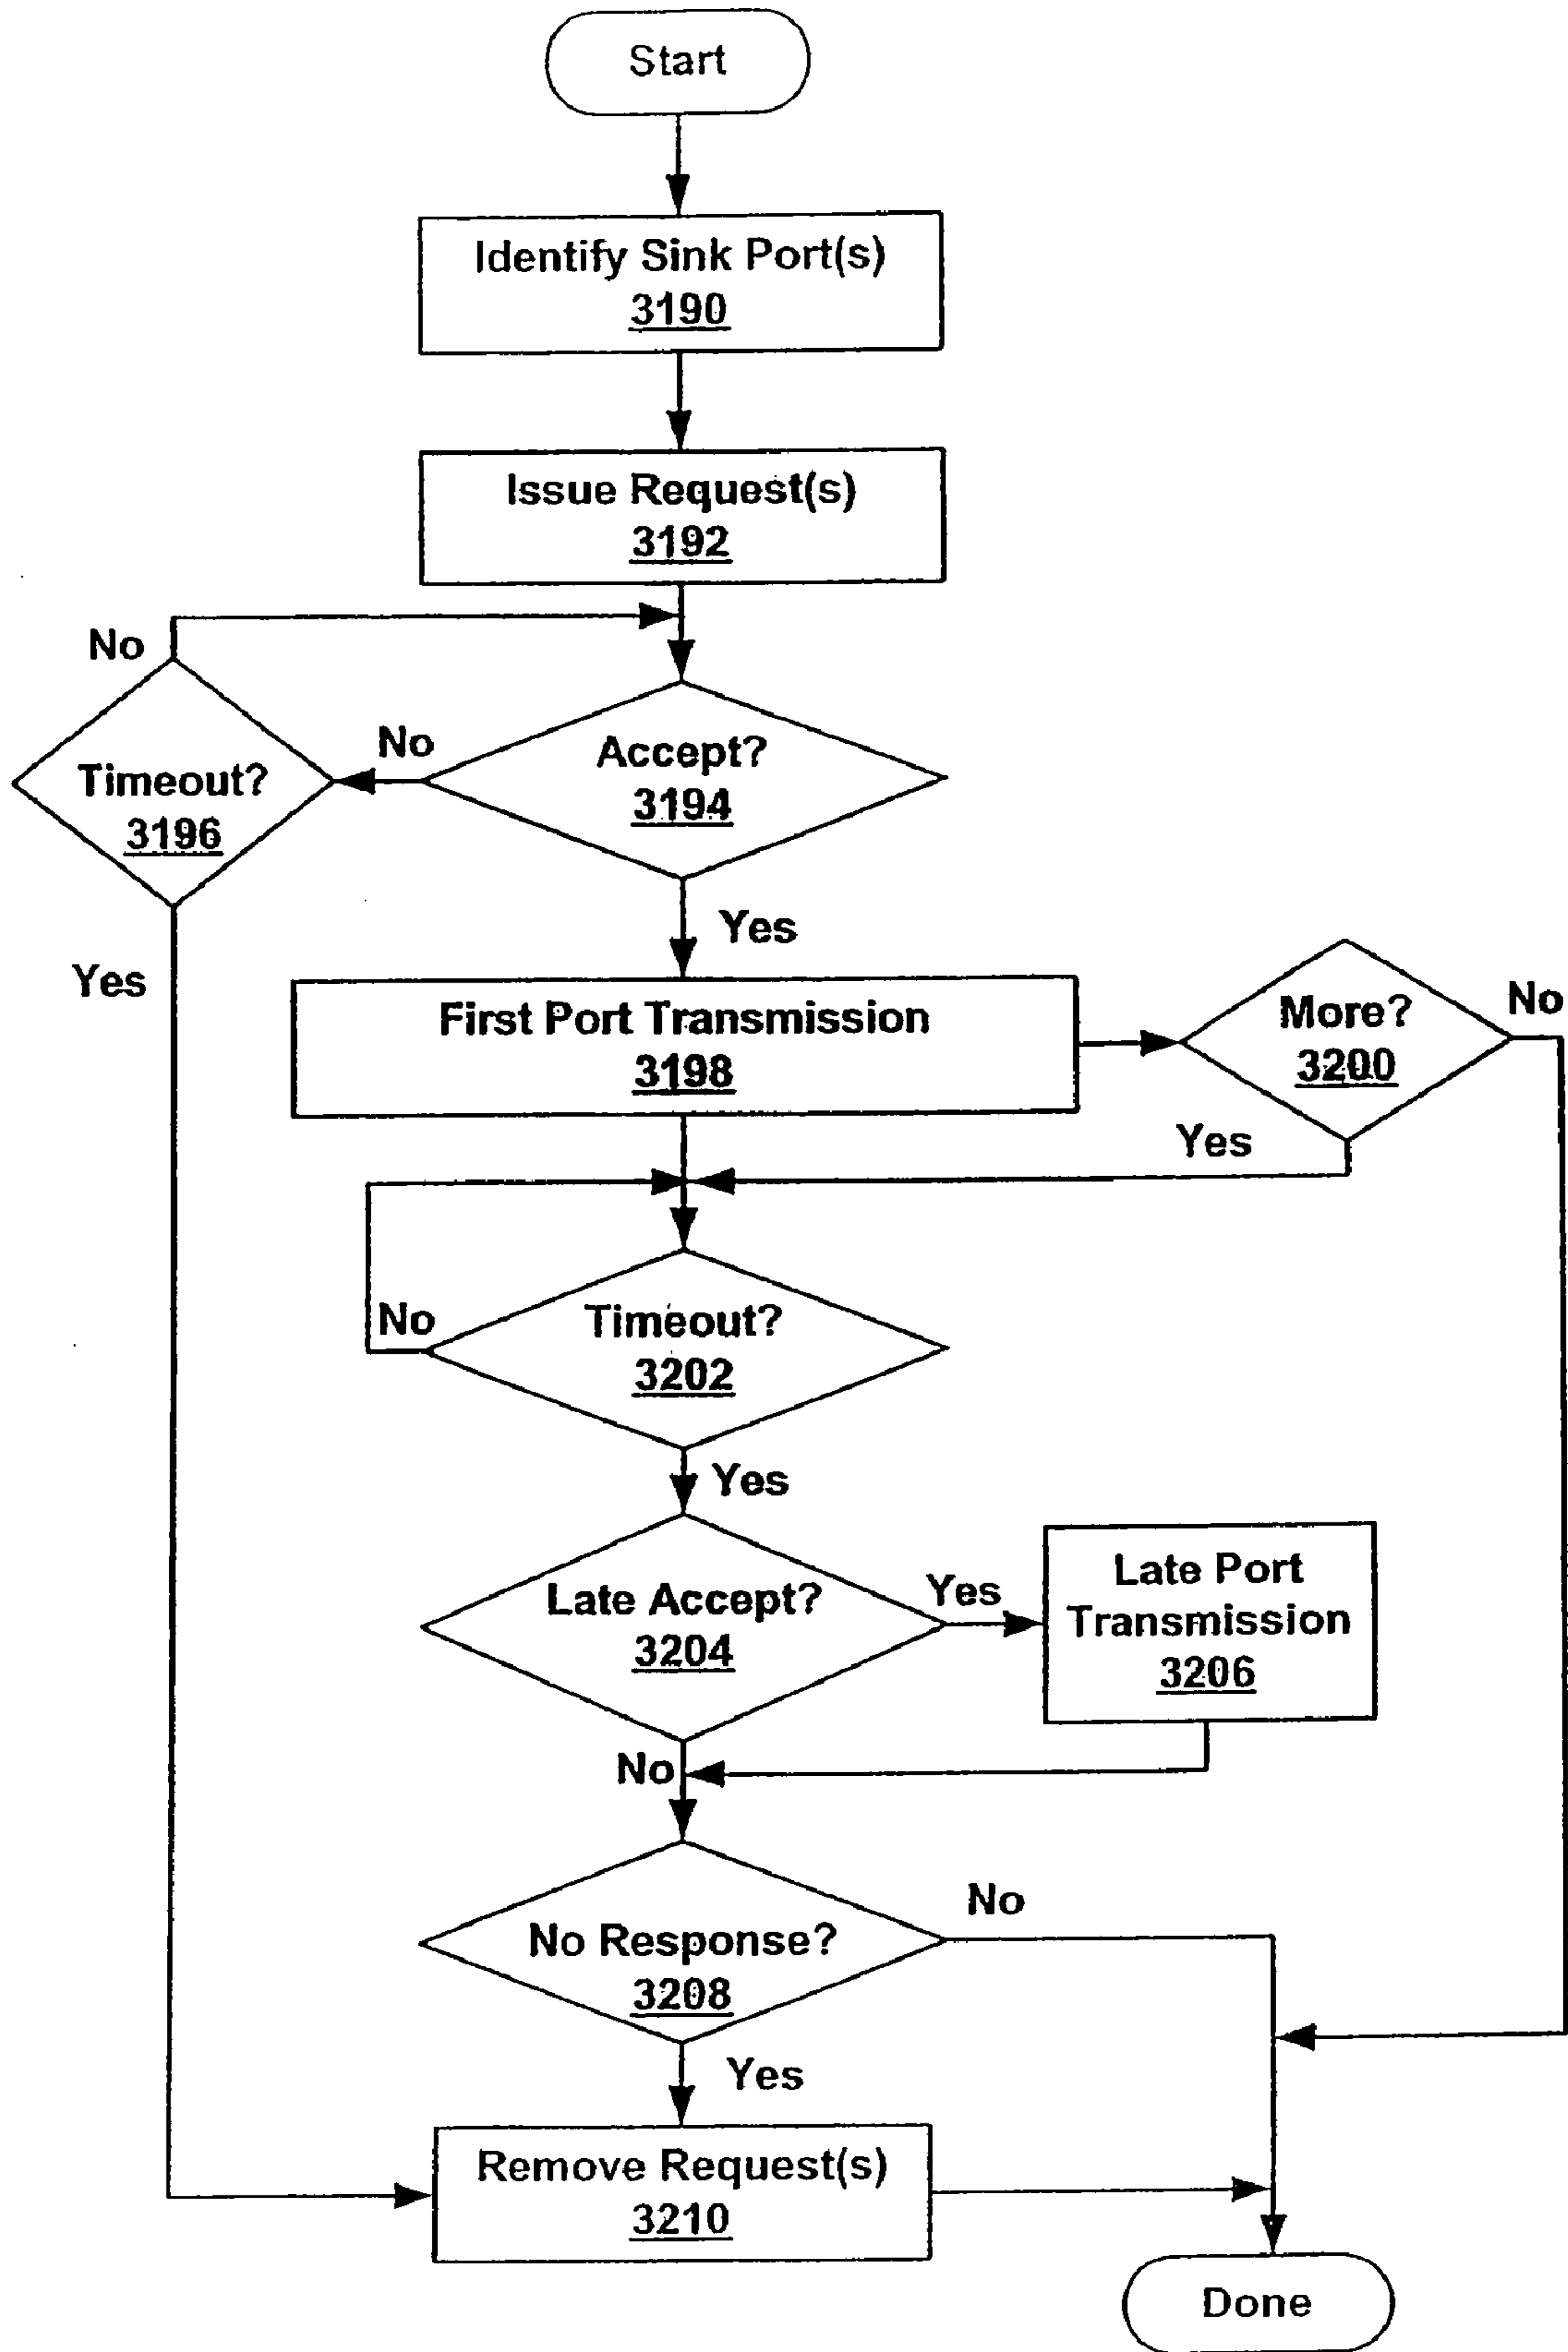 Start
Identify Sink Port(s)
3190
Issue Request(s)
3192
No
No
Accept?
3194
Timeout?
3196
Yes
Yes
First Port Transmission
3198
More?
3200
No
Yes
No
Timeout?
3202
Yes
Late Accept?
3204
Yes
Late Port
Transmission
3206
No
No Response?
3208
No
Yes
Remove Request(s)
3210
Done